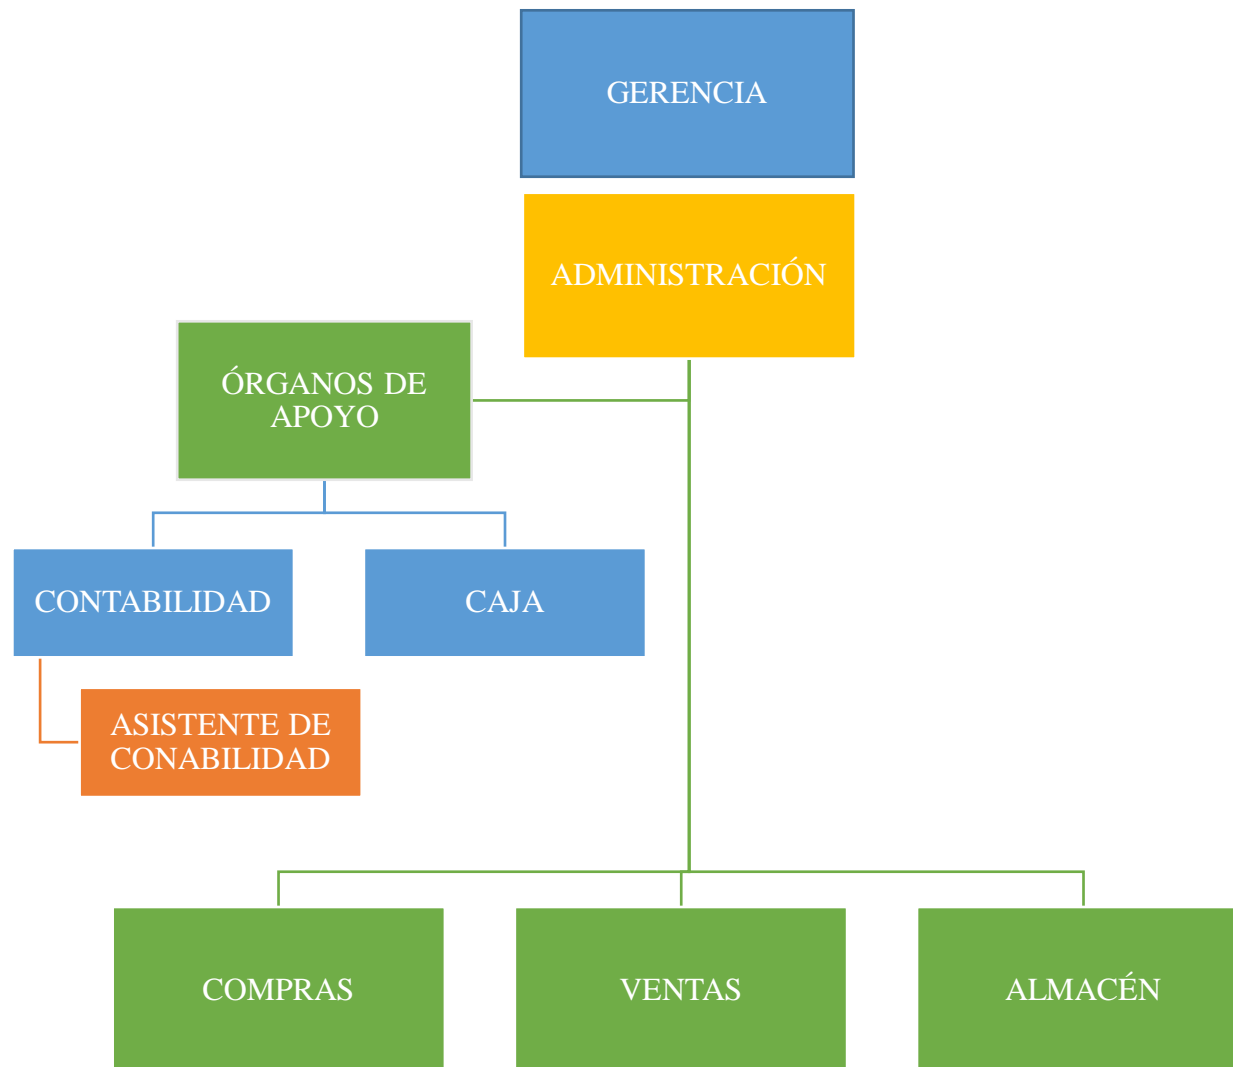 GERENCIA
ADMINISTRACIÓN
ÓRGANOS DE
APOYO
CONTABILIDAD
CAJA
ASISTENTE DE
CONABILIDAD
COMPRAS
VENTAS
ALMACÉN